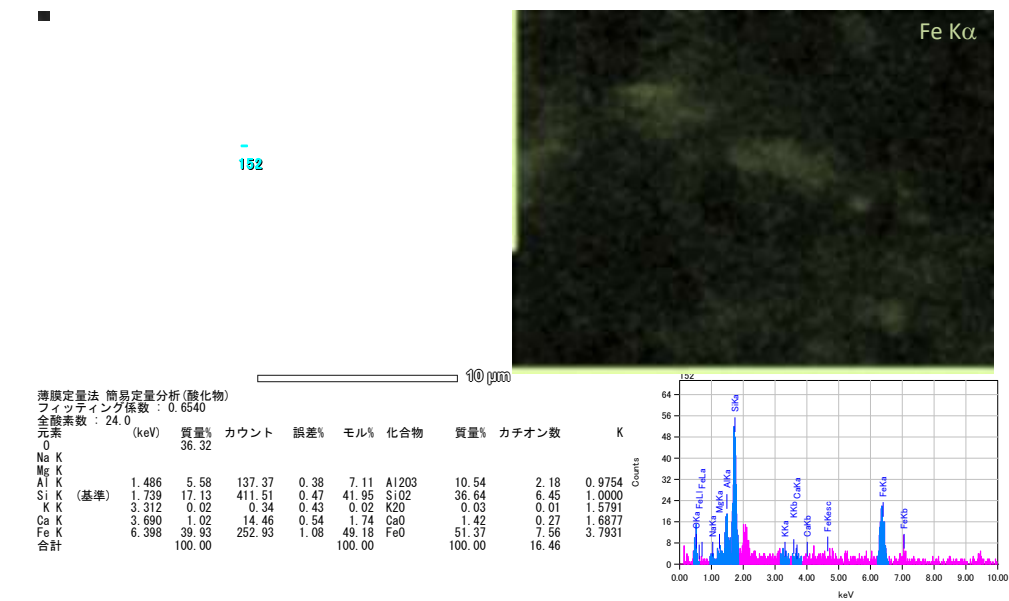 Fe Kα
152
10 μm
薄膜定量法 簡易定量分析(酸化物)
フィッティング係数 : 0.6540
全酸素数 : 24.0
元素 (keV) 質量% カウント 誤差% モル% 化合物 質量% カチオン数 K
O 36.32
Na K
Mg K
Al K 1.486 5.58 137.37 0.38 7.11 Al2O3 10.54 2.18 0.9754
Si K (基準) 1.739 17.13 411.51 0.47 41.95 SiO2 36.64 6.45 1.0000
K K 3.312 0.02 0.34 0.43 0.02 K2O 0.03 0.01 1.5791
Ca K 3.690 1.02 14.46 0.54 1.74 CaO 1.42 0.27 1.6877
Fe K 6.398 39.93 252.93 1.08 49.18 FeO 51.37 7.56 3.7931
合計 100.00 100.00 100.00 16.46
152
Counts
64
56
48
40
32
24
16
8
0
OKa
FeLl
FeLa
NaKa
MgKa
AlKa
SiKa
KKa
KKb
CaKa
CaKb
FeKesc
FeKa
FeKb
0.00 1.00 2.00 3.00 4.00 5.00 6.00 7.00 8.00 9.00 10.00
keV